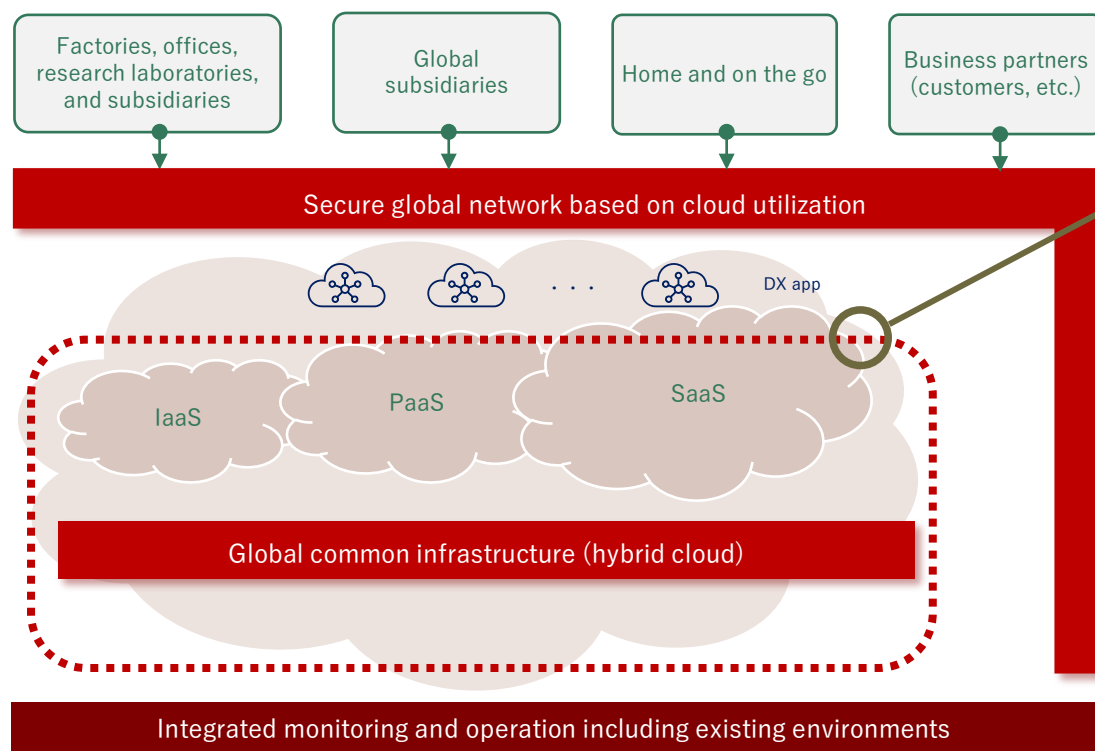 Factories, offices,
research laboratories,
and subsidiaries
Global
subsidiaries
Home and on the go
Business partners
(customers, etc.)
Secure global network based on cloud utilization
. . .
DX app
IaaS
PaaS
SaaS
Global common infrastructure (hybrid cloud)
Integrated monitoring and operation including existing environments